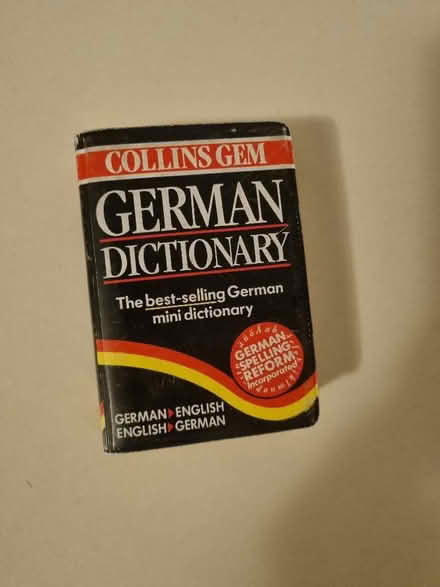 COLLINS GEM
GERMAN
DICTIONARY
The best-selling German
mini dictionary
GERMAN
SPELLING
REFORM
incorporated
GERMAN▶ENGLISH
ENGLISH▶GERMAN